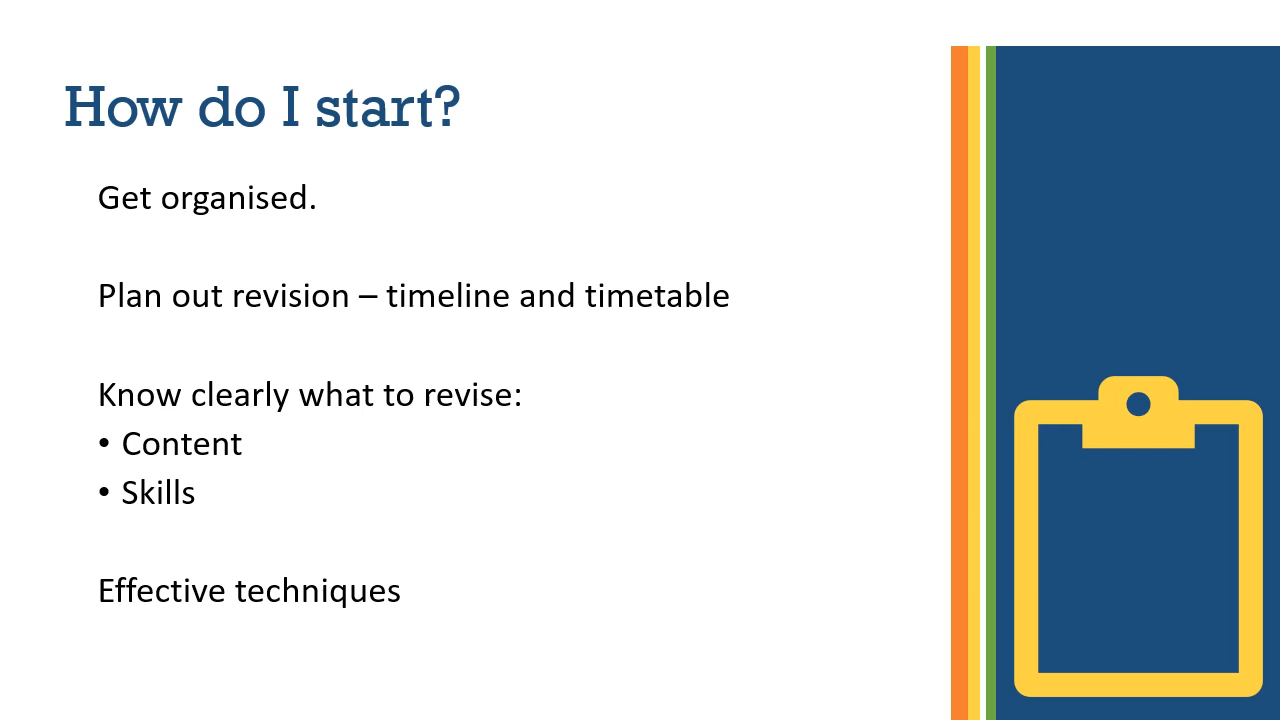 How do I start?
Get organised.
Plan out revision – timeline and timetable
Know clearly what to revise:
• Content
• Skills
Effective techniques